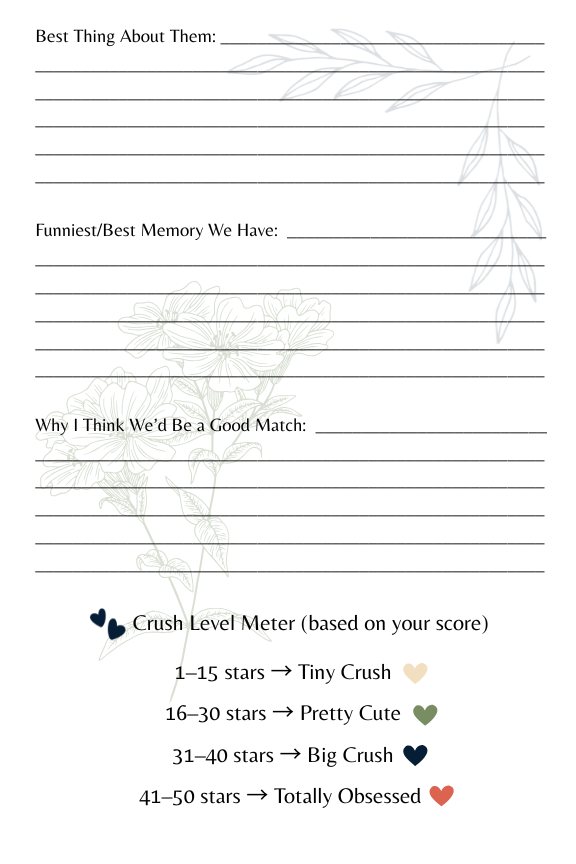 Best Thing About Them:
Funniest/Best Memory We Have:
Why I Think We'd Be a Good Match:
Crush Level Meter (based on your score)
1–15 stars → Tiny Crush
16–30 stars → Pretty Cute
31–40 stars → Big Crush
41–50 stars → Totally Obsessed